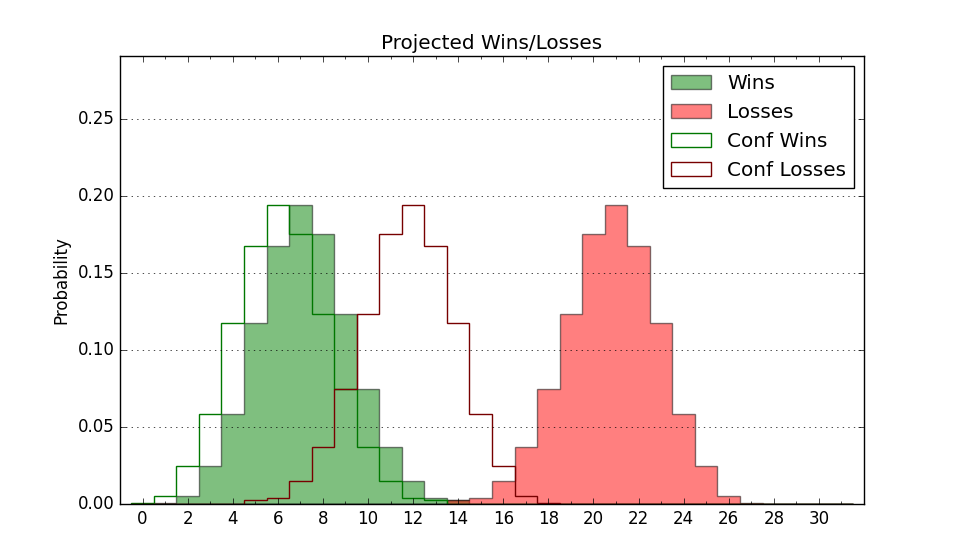 Projected Wins/Losses
Wins
Losses
Conf Wins
Conf Losses
Probability
0.25
0.20
0.15
0.10
0.05
0.00
0 2 4 6 8 10 12 14 16 18 20 22 24 26 28 30